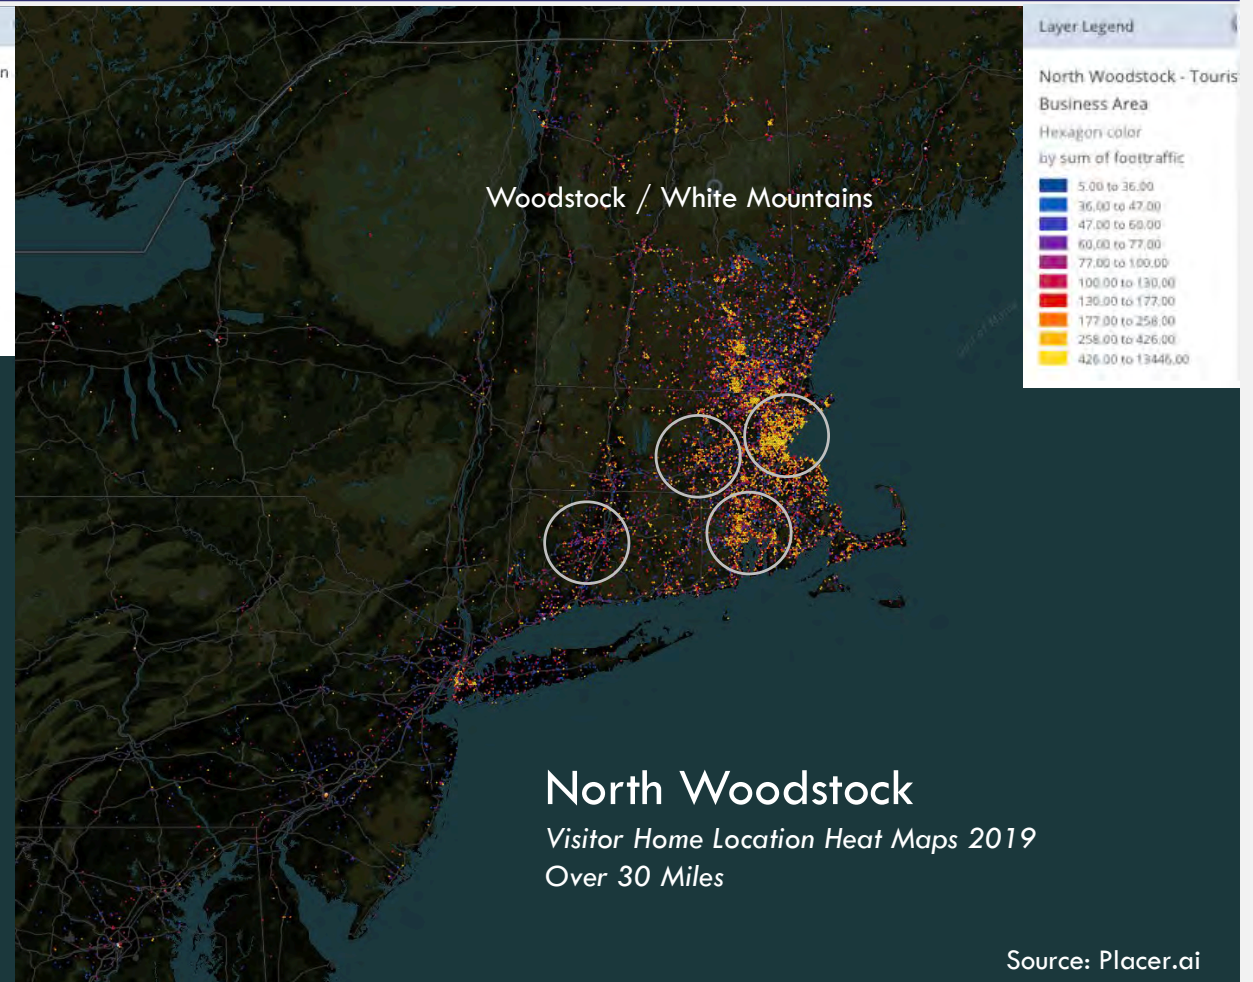 n
Layer Legend
North Woodstock - Touris
Business Area
Hexagon color
by sum of foottraffic
5.00 to 36.00
36.00 to 47.00
47.00 to 60.00
60.00 to 77.00
77.00 to 100.00
100.00 to 130.00
130.00 to 177.00
177.00 to 258.00
258.00 to 426.00
426.00 to 13446.00
Woodstock / White Mountains
North Woodstock
Visitor Home Location Heat Maps 2019
Over 30 Miles
Source: Placer.ai